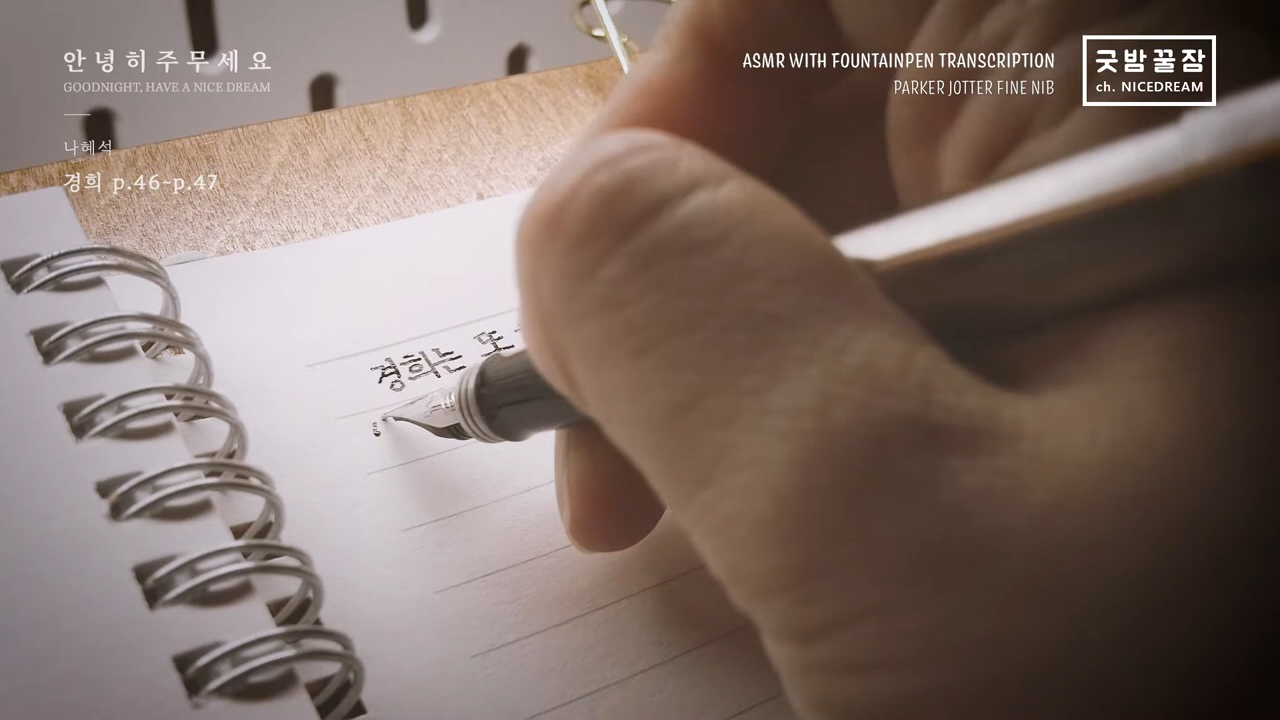 안녕히주무세요
GOODNIGHT, HAVE A NICE DREAM
나혜석
경희 p.46~p.47
ASMR WITH FOUNTAINPEN TRANSCRIPTION
PARKER JOTTER FINE NIB
굿밤꿀잠
ch. NICEDREAM
경희는 또